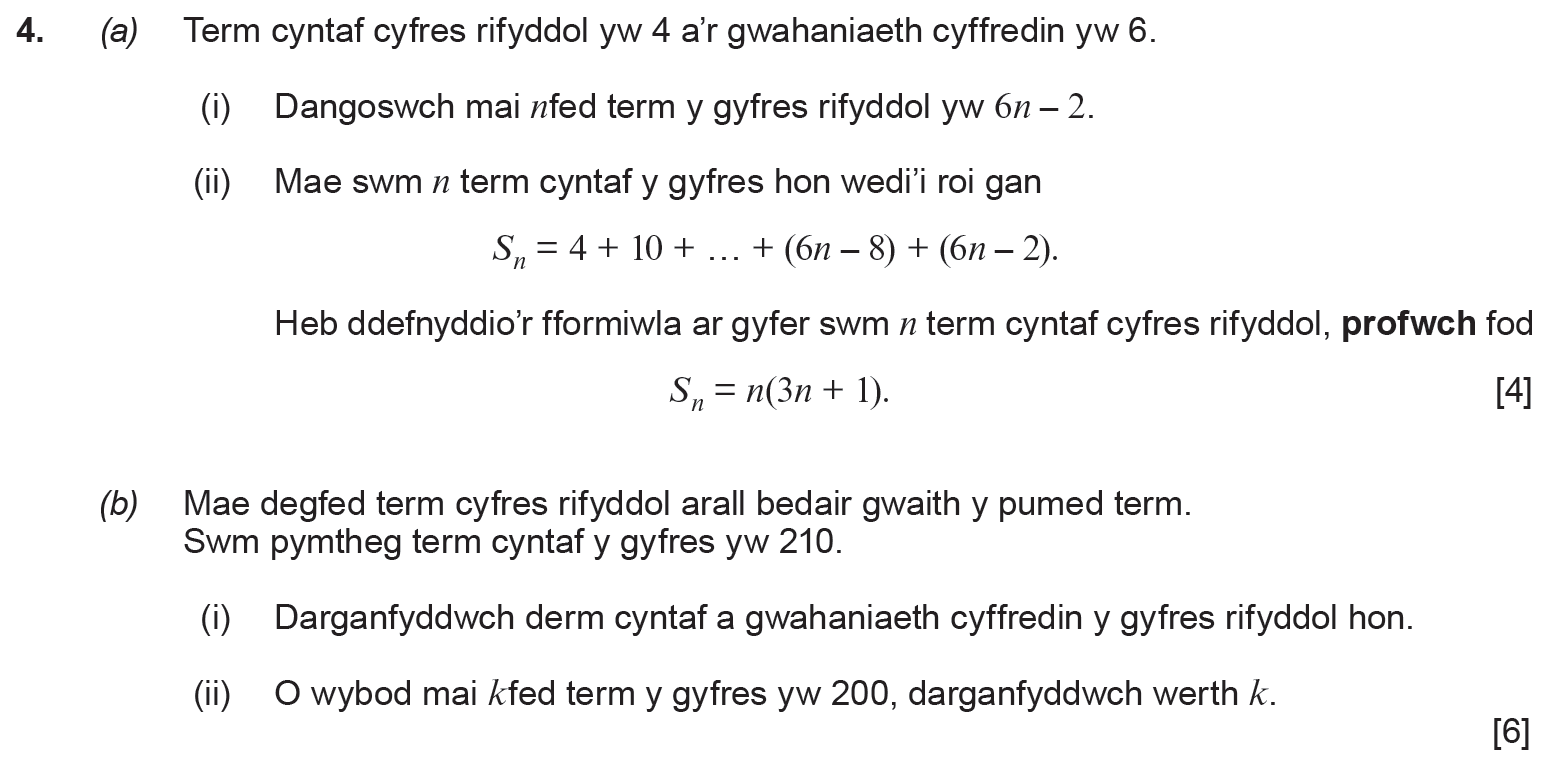 4. (a) Term cyntaf cyfres rifyddol yw 4 a’r gwahaniaeth cyffredin yw 6.
(i) Dangoswch mai nfed term y gyfres rifyddol yw 6n – 2.
(ii) Mae swm n term cyntaf y gyfres hon wedi’i roi gan
Sₙ = 4 + 10 + … + (6n – 8) + (6n – 2).
Heb ddefnyddio’r fformiwla ar gyfer swm n term cyntaf cyfres rifyddol, profwch fod
Sₙ = n(3n + 1). [4]
(b) Mae degfed term cyfres rifyddol arall bedair gwaith y pumed term.
Swm pymtheg term cyntaf y gyfres yw 210.
(i) Darganfyddwch derm cyntaf a gwahaniaeth cyffredin y gyfres rifyddol hon.
(ii) O wybod mai kfed term y gyfres yw 200, darganfyddwch werth k.
[6]